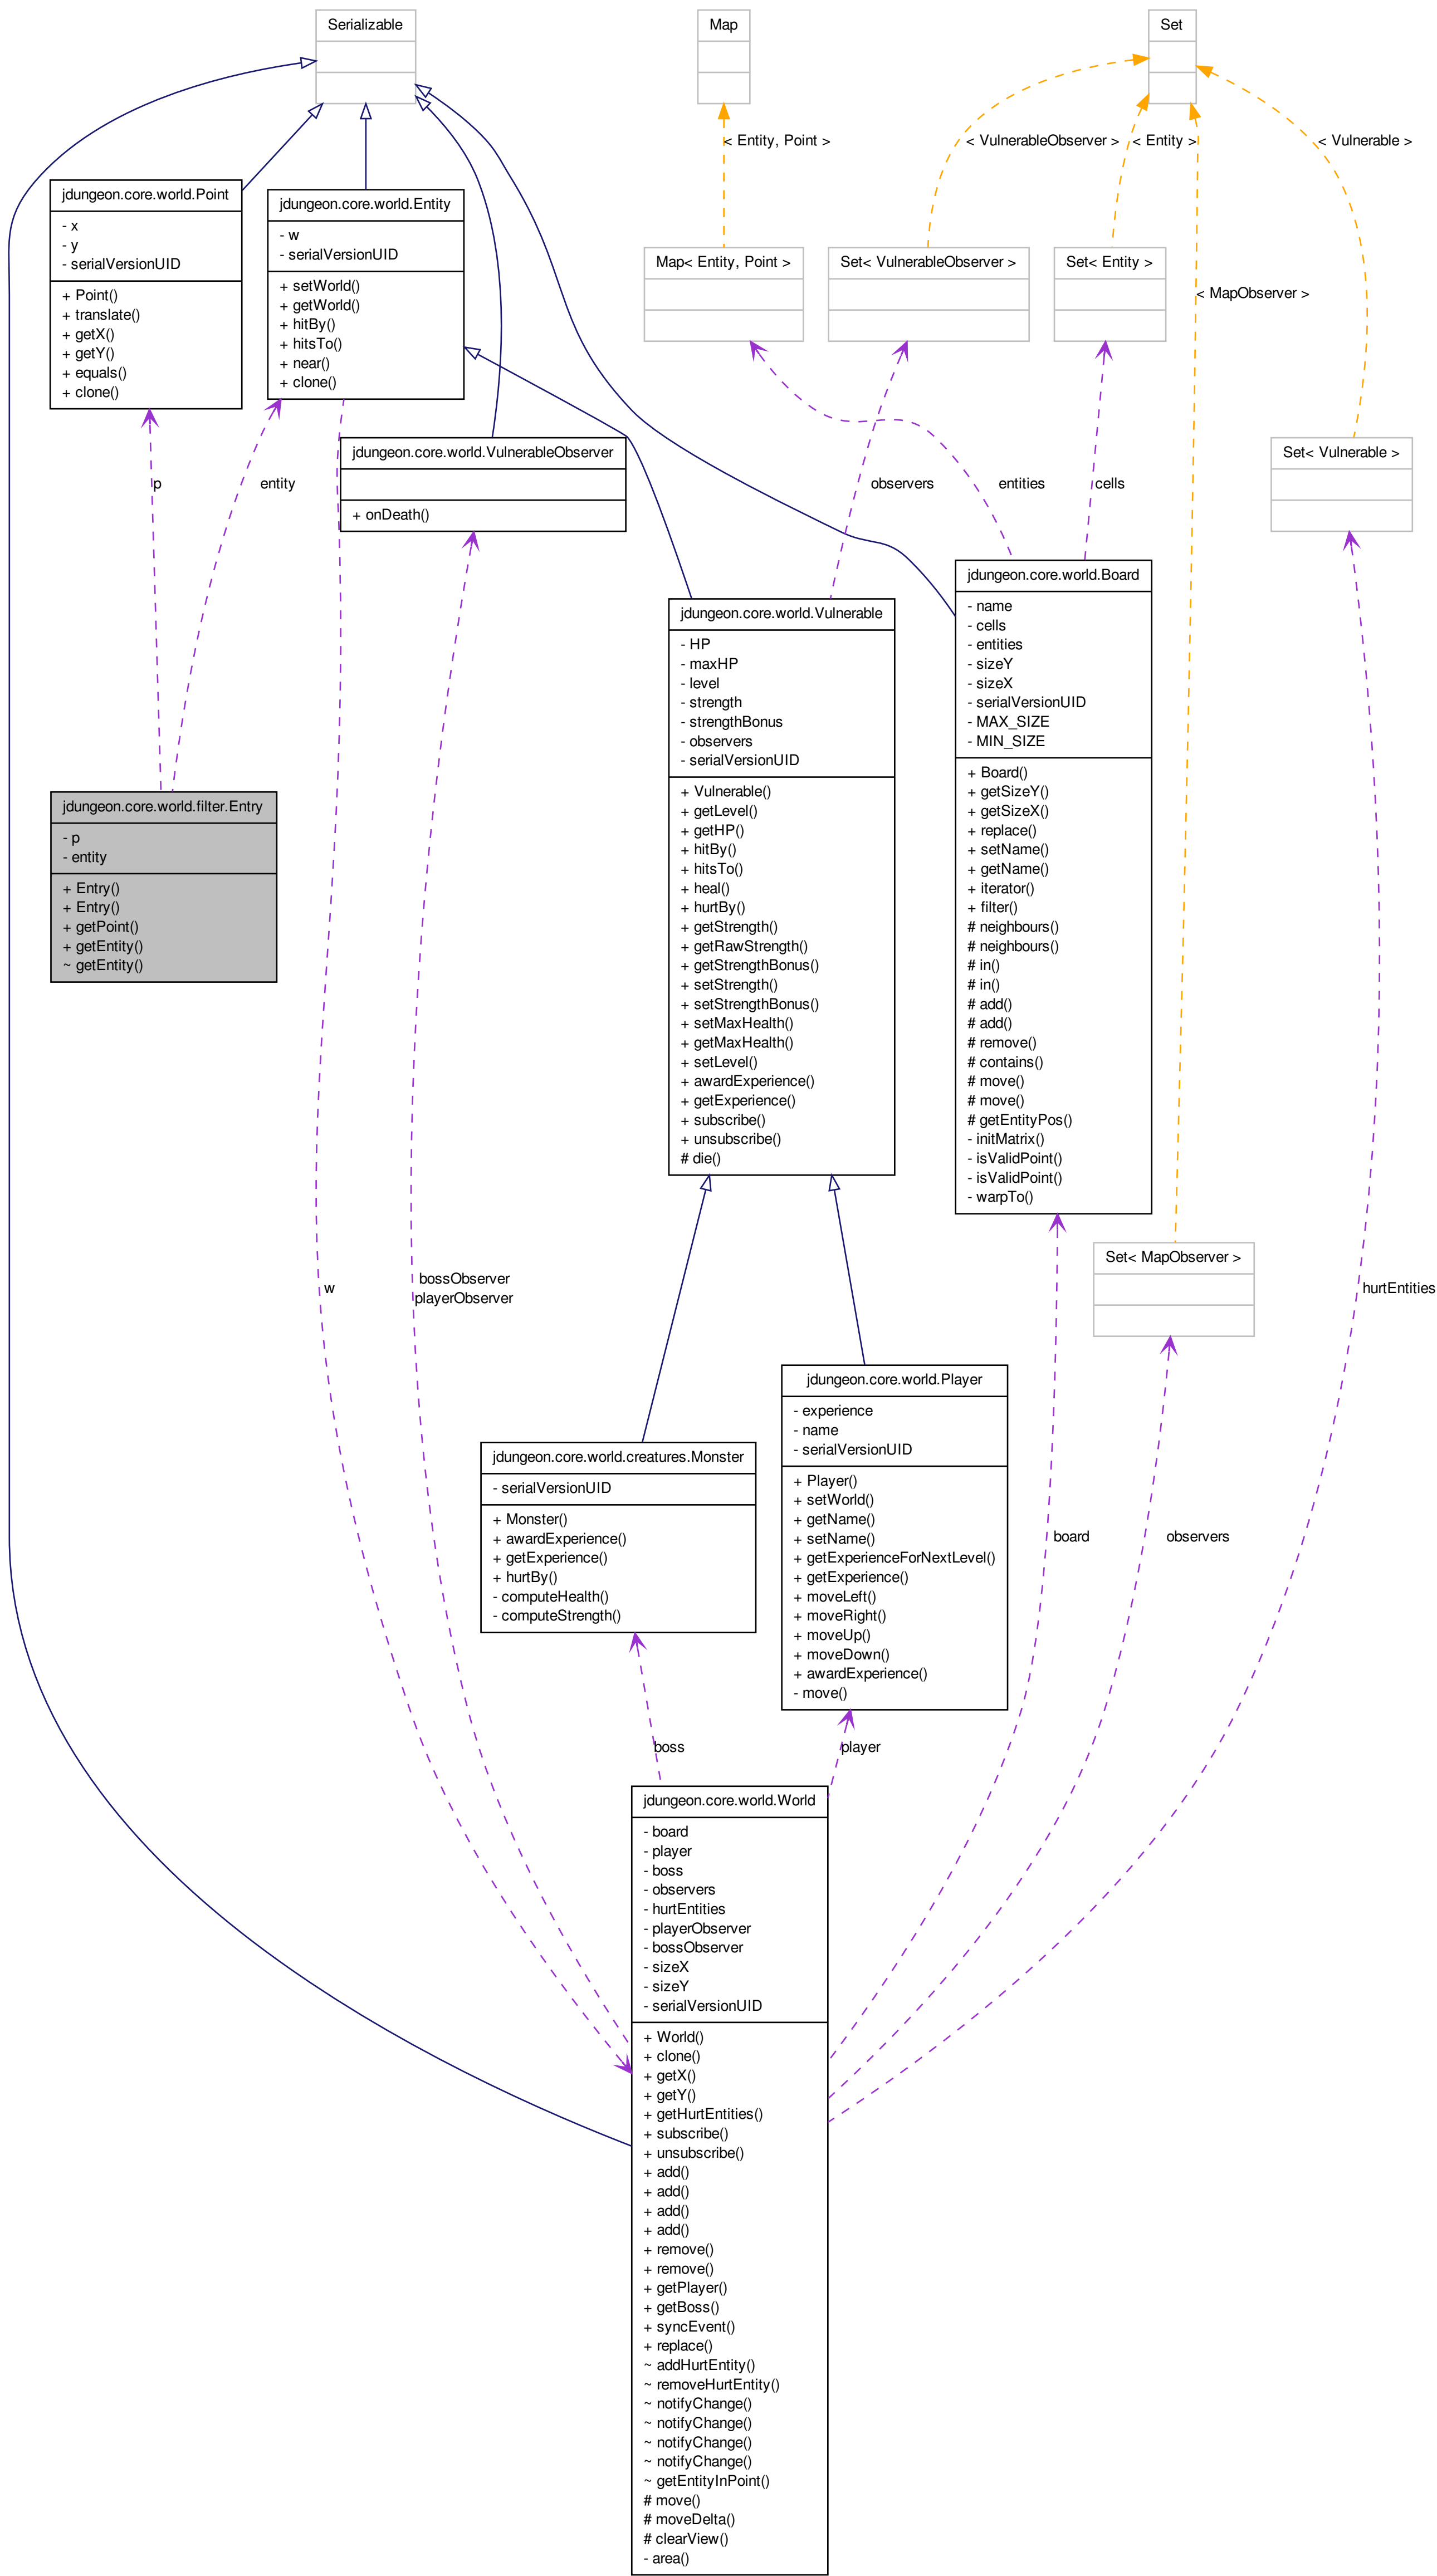 Serializable
Map
Set
< Entity, Point >
< VulnerableObserver >
< Entity >
< Vulnerable >
jdungeon.core.world.Point
- x
- y
- serialVersionUID
+ Point()
+ translate()
+ getX()
+ getY()
+ equals()
+ clone()
jdungeon.core.world.Entity
- w
- serialVersionUID
+ setWorld()
+ getWorld()
+ hitBy()
+ hitsTo()
+ near()
+ clone()
Map< Entity, Point >
Set< VulnerableObserver >
Set< Entity >
< MapObserver >
jdungeon.core.world.VulnerableObserver
+ onDeath()
Set< Vulnerable >
p
entity
observers
entities
cells
jdungeon.core.world.Vulnerable
- HP
- maxHP
- level
- strength
- strengthBonus
- observers
- serialVersionUID
+ Vulnerable()
+ getLevel()
+ getHP()
+ hitBy()
+ hitsTo()
+ heal()
+ hurtBy()
+ getStrength()
+ getRawStrength()
+ getStrengthBonus()
+ setStrength()
+ setStrengthBonus()
+ setMaxHealth()
+ getMaxHealth()
+ setLevel()
+ awardExperience()
+ getExperience()
+ subscribe()
+ unsubscribe()
# die()
jdungeon.core.world.Board
- name
- cells
- entities
- sizeY
- sizeX
- serialVersionUID
- MAX_SIZE
- MIN_SIZE
+ Board()
+ getSizeY()
+ getSizeX()
+ replace()
+ setName()
+ getName()
+ iterator()
+ filter()
# neighbours()
# neighbours()
# in()
# in()
# add()
# add()
# remove()
# contains()
# move()
# move()
# getEntityPos()
- initMatrix()
- isValidPoint()
- isValidPoint()
- warpTo()
jdungeon.core.world.filter.Entry
- p
- entity
+ Entry()
+ Entry()
+ getPoint()
+ getEntity()
~ getEntity()
Set< MapObserver >
w
bossObserver
playerObserver
hurtEntities
jdungeon.core.world.Player
- experience
- name
- serialVersionUID
+ Player()
+ setWorld()
+ getName()
+ setName()
+ getExperienceForNextLevel()
+ getExperience()
+ moveLeft()
+ moveRight()
+ moveUp()
+ moveDown()
+ awardExperience()
- move()
jdungeon.core.world.creatures.Monster
- serialVersionUID
+ Monster()
+ awardExperience()
+ getExperience()
+ hurtBy()
- computeHealth()
- computeStrength()
board
observers
boss
player
jdungeon.core.world.World
- board
- player
- boss
- observers
- hurtEntities
- playerObserver
- bossObserver
- sizeX
- sizeY
- serialVersionUID
+ World()
+ clone()
+ getX()
+ getY()
+ getHurtEntities()
+ subscribe()
+ unsubscribe()
+ add()
+ add()
+ add()
+ add()
+ remove()
+ remove()
+ getPlayer()
+ getBoss()
+ syncEvent()
+ replace()
~ addHurtEntity()
~ removeHurtEntity()
~ notifyChange()
~ notifyChange()
~ notifyChange()
~ notifyChange()
~ getEntityInPoint()
# move()
# moveDelta()
# clearView()
- area()